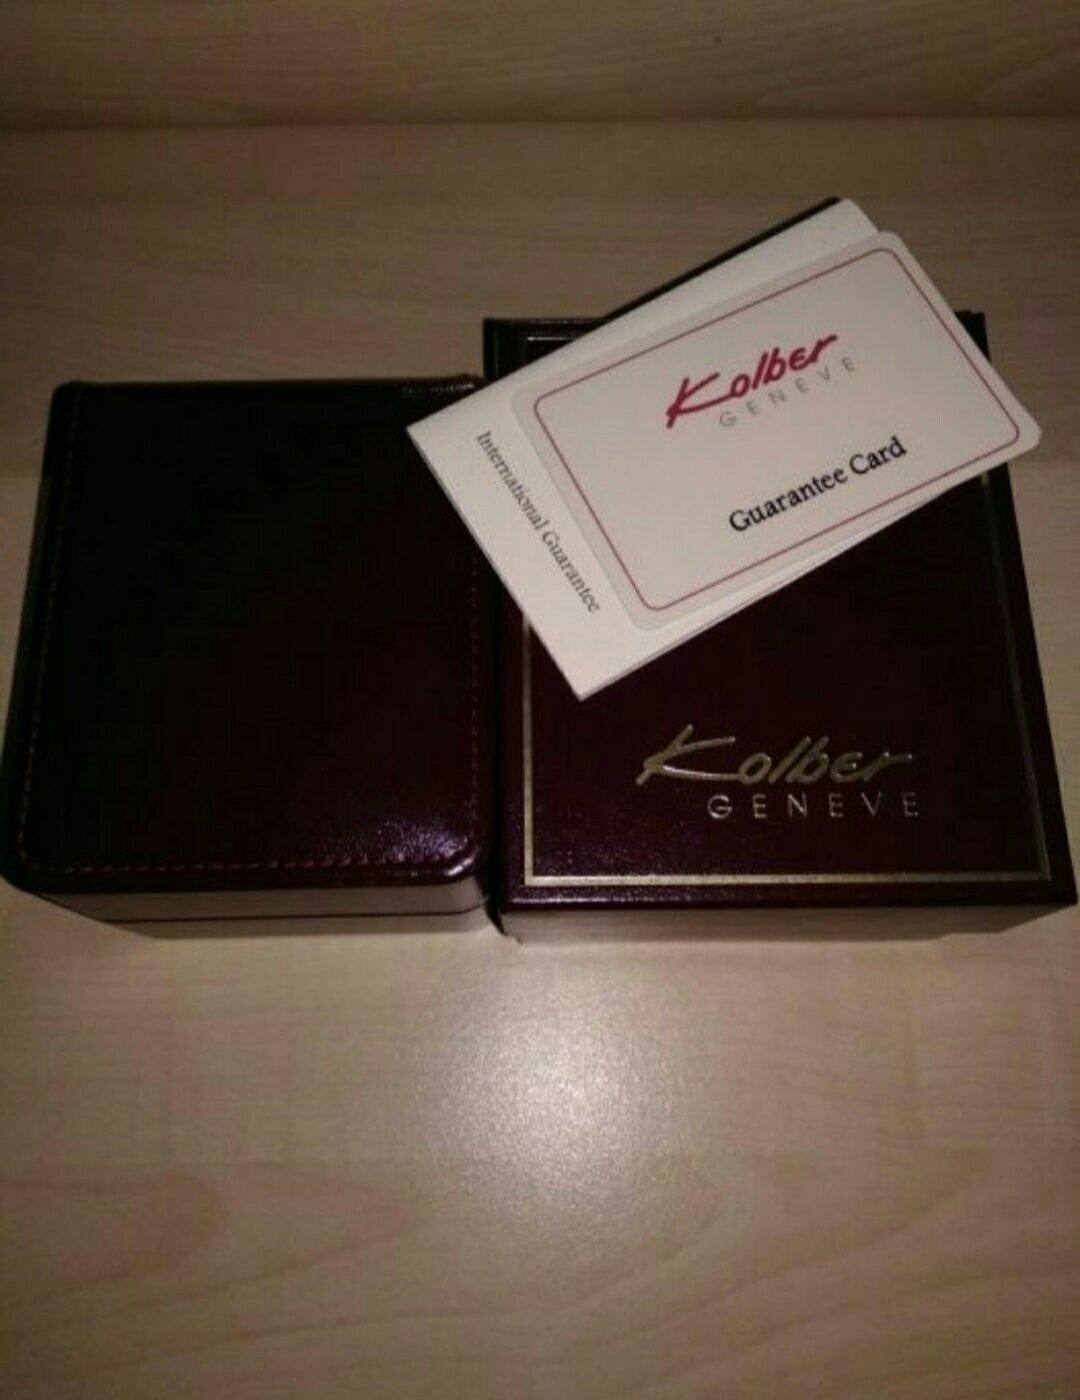 Kolber
GENEVE
Guarantee Card
International Guarantee
Kolber
GENEVE